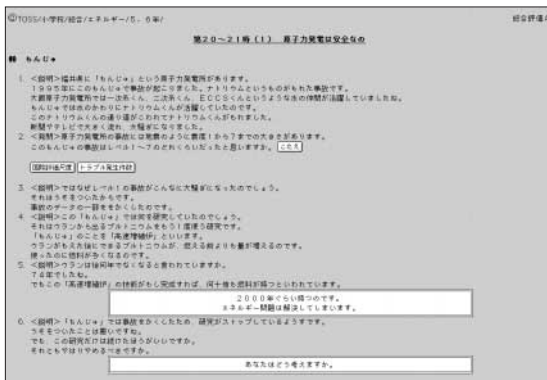 TOSS/小学校/総合/エネルギー/5、6年/
総合評価
第20～21時(1) 原子力発電は安全なの
■ もんじゅ
1. <説明>福井県に「もんじゅ」という原子力発電所があります。
1995年にこのもんじゅで事故が起こりました。ナトリウムというものがもれた事故です。
大飯原子力発電所では一次系くん、二次系くん、ECCSくんというような水の仲間が活躍していましたね。
もんじゅでは水のかわりにナトリウムくんが活躍していたのです。
このナトリウムくんの通り道がこわれてナトリウムくんがもれました。
新聞やテレビで大きく流れ、大騒ぎになりました。
2. <発問>原子力発電所の事故には地震のように震度1から7までの大きさがあります。
このもんじゅの事故はレベル1～7のどれくらいだったと思いますか。 こたえ
国際評価尺度 トラブル発生件数
3. <説明>ではなぜレベル1の事故がこんなに大騒ぎになったのでしょう。
それはうそをついたからです。
事故のデータの一部をかくしたのです。
4. <説明>この「もんじゅ」では何を研究していたのでしょう。
それはウランから出るプルトニウムをもう1度使う研究です。
「もんじゅ」のことを「高速増殖炉」といいます。
ウランがもえた後にできるプルトニウムが、燃える前よりも量が増えるのです。
使ったのに燃料が多くなるのです。
5. <説明>ウランは後何年でなくなると言われていますか。
74年でしたね。
でもこの「高速増殖炉」の技術がもし完成すれば、何十倍も燃料が持つといわれています。
2000年ぐらい持つのです。
エネルギー問題は解決してしまいます。
6. <説明>「もんじゅ」では事故をかくしたため、研究がストップしているようすです。
うそをついたことは悪いですね。
でも、この研究だけは続けたほうがいいですか。
それともやはりやめるべきですか。
あなたはどう考えますか。